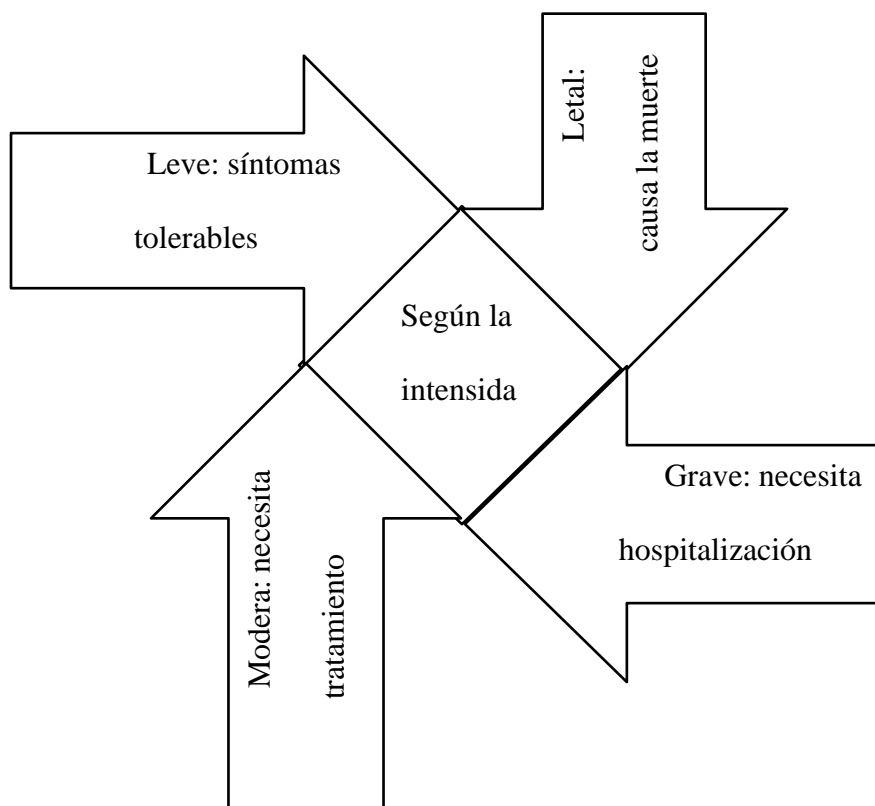 Leve: síntomas
tolerables
Letal:
causa la muerte
Según la
intensida
Grave: necesita
hospitalización
Modera: necesita
tratamiento